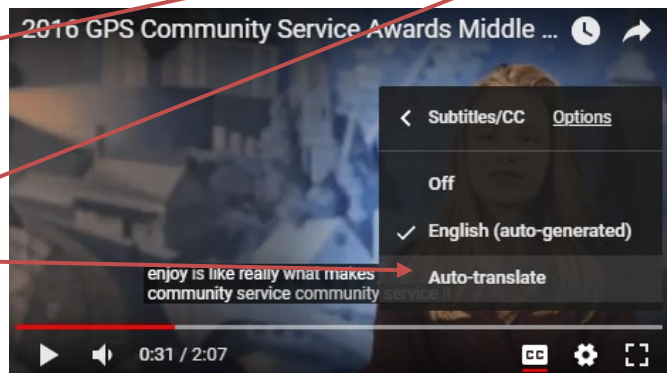 2016 GPS Community Service Awards Middle ...
Subtitles/CC Options
Off
English (auto-generated)
Auto-translate
enjoy is like really what makes
community service community service it
0:31 / 2:07
CC